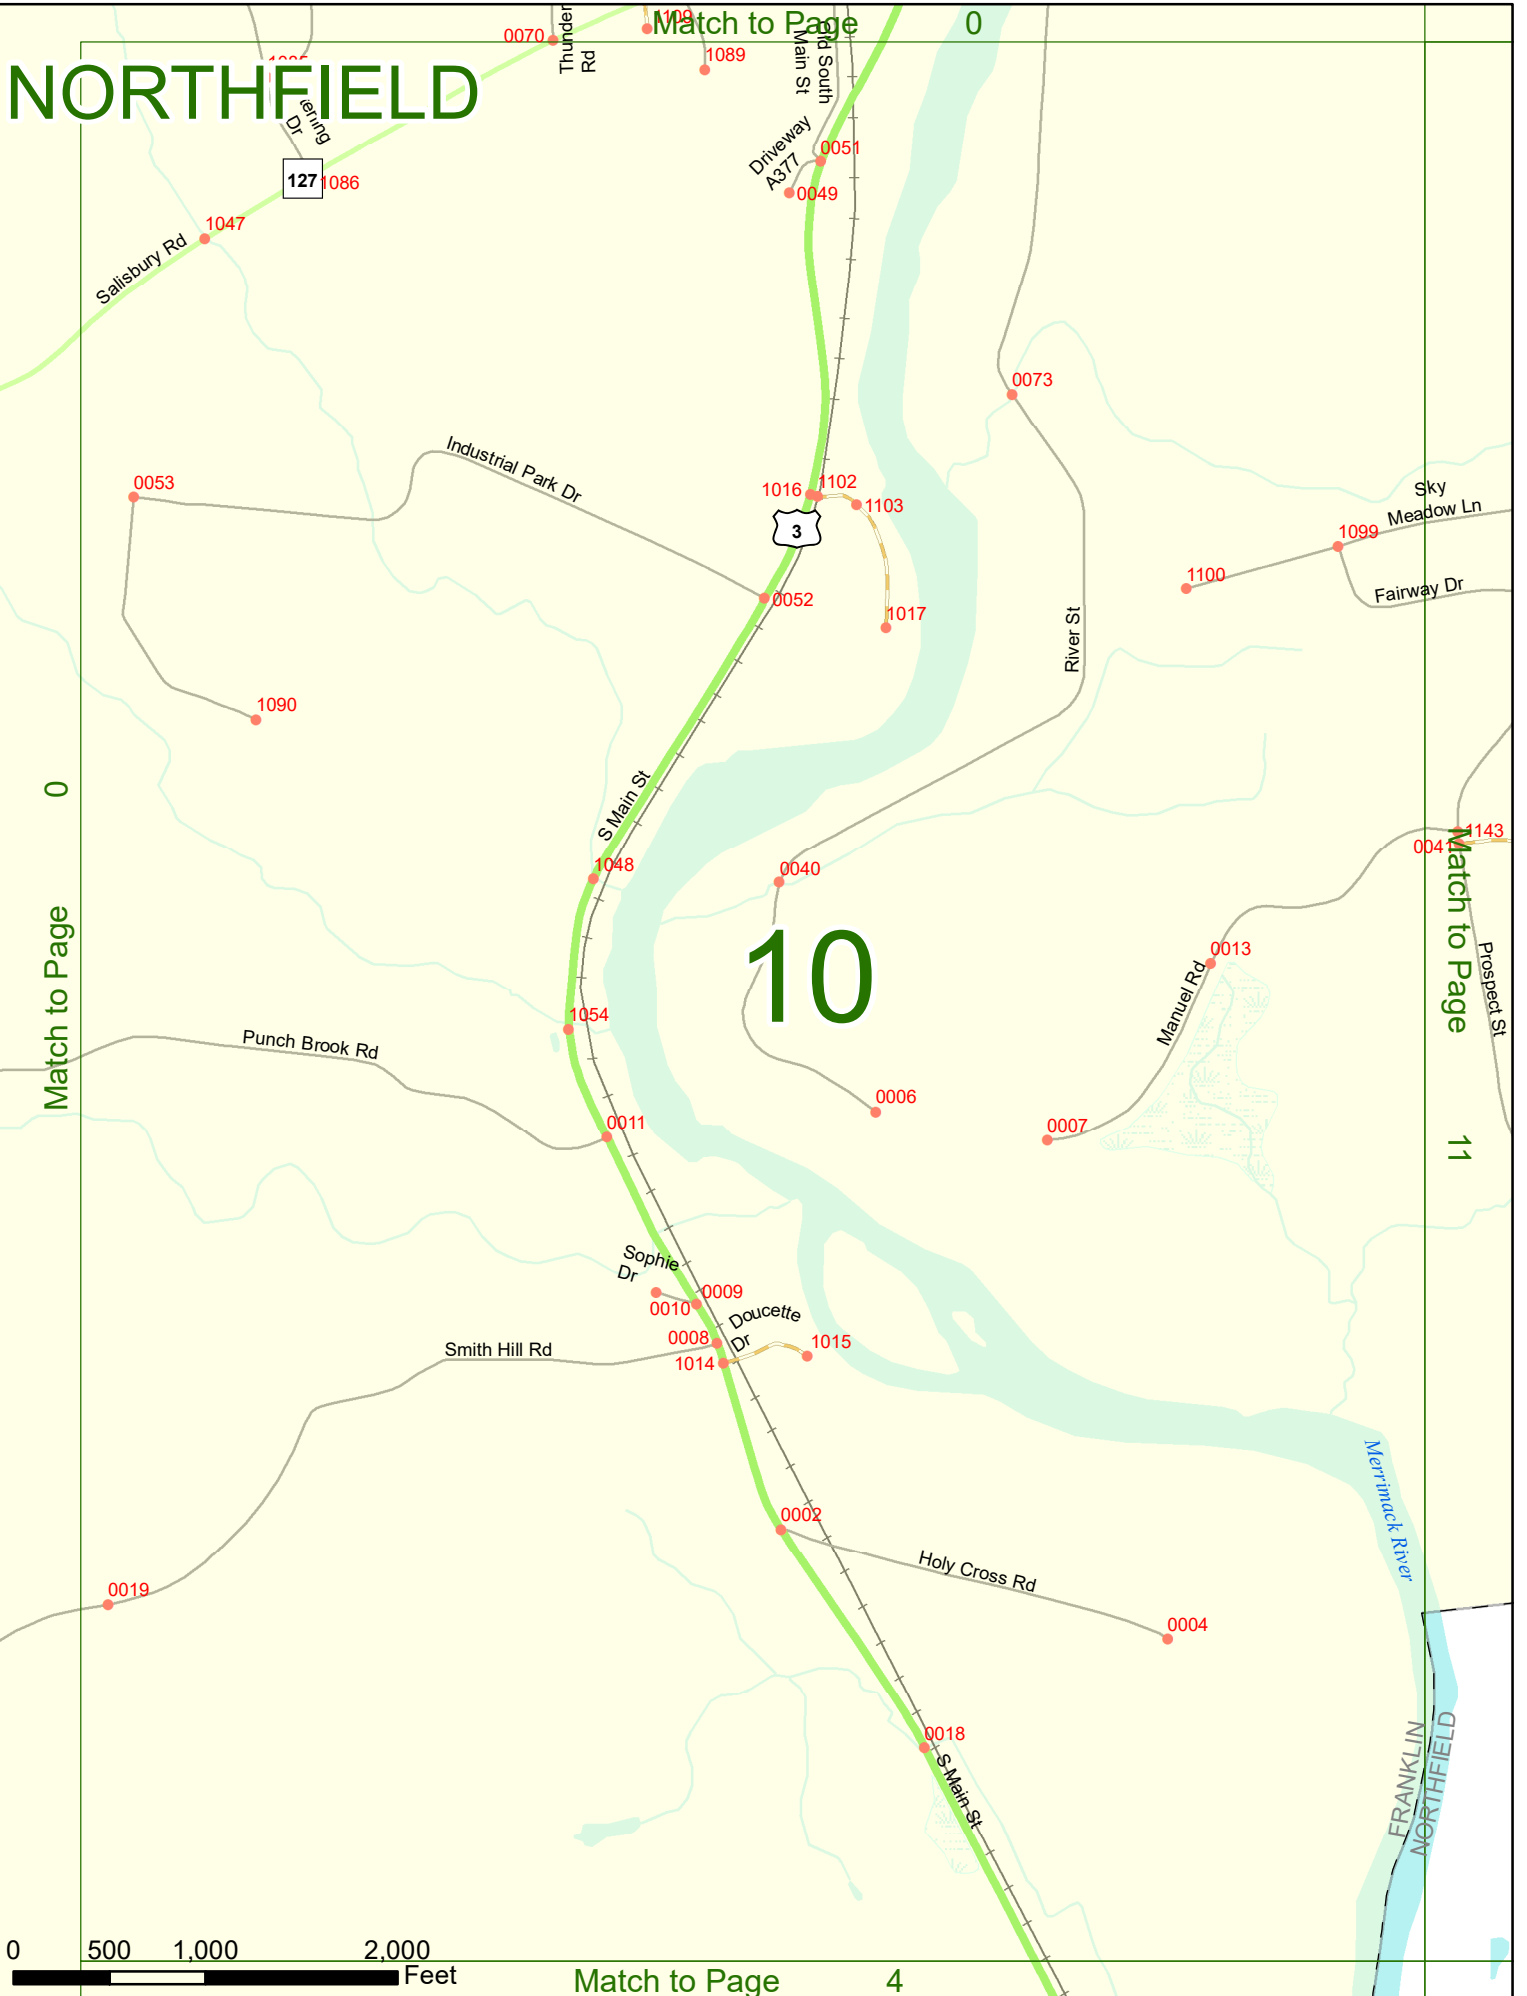 Match to Page 0
NORTHFIELD
0070
Thunder
Rd
1109
1089
Old South
Main St
1085
Dr
127
1086
Driveway
A377
0051
0049
1047
Salisbury Rd
0073
Industrial Park Dr
0053
1016
1102
1103
3
Sky
Meadow Ln
1099
1100
Fairway Dr
0052
1017
River St
1090
S Main St
1048
0040
1143
0041
Match to Page 0
10
Match to Page 11
0013
Manuel Rd
Prospect St
1054
Punch Brook Rd
0006
0011
0007
Sophie
Dr
0009
0010
Doucette
Dr
0008
1014
1015
Smith Hill Rd
Merrimack River
0002
Holy Cross Rd
0019
0004
0018
S Main St
FRANKLIN
NORTHFIELD
0 500 1,000 2,000
Feet
Match to Page 4